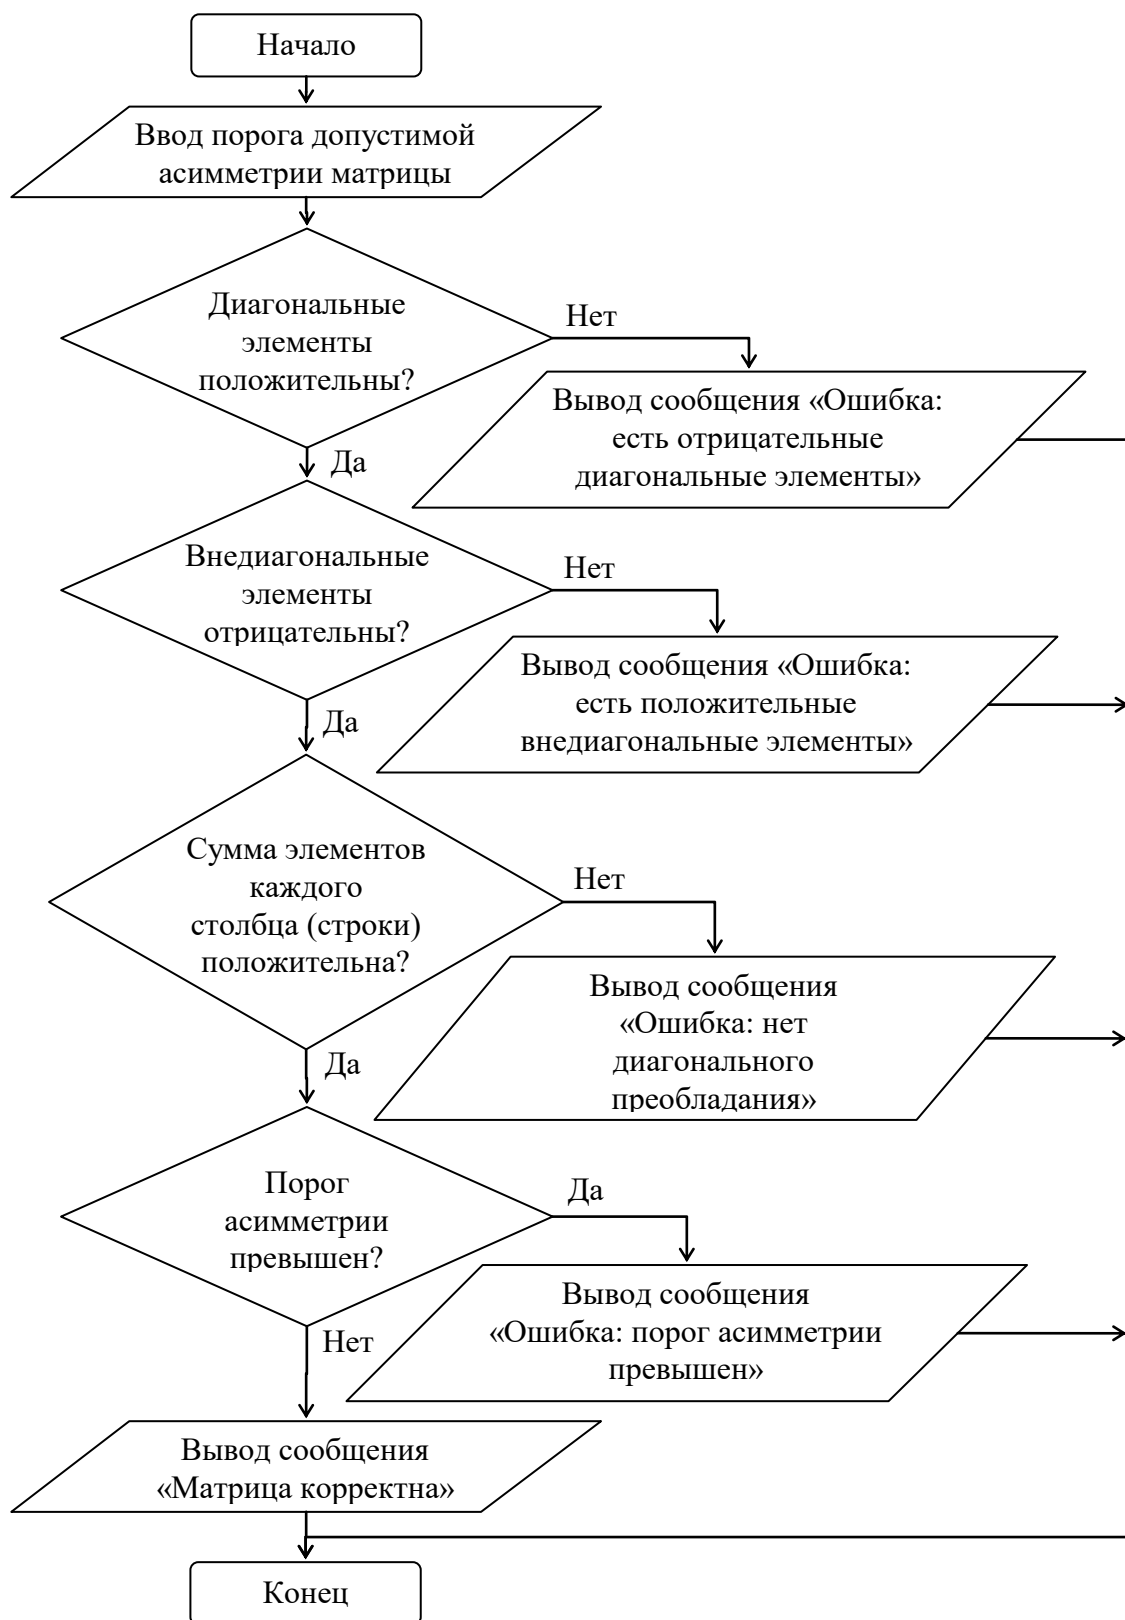 Начало
Ввод порога допустимой
асимметрии матрицы
Диагональные
элементы
положительны?
Нет
Вывод сообщения «Ошибка:
есть отрицательные
диагональные элементы»
Да
Внедиагональные
элементы
отрицательны?
Нет
Вывод сообщения «Ошибка:
есть положительные
внедиагональные элементы»
Да
Сумма элементов
каждого
столбца (строки)
положительна?
Нет
Вывод сообщения
«Ошибка: нет
диагонального
преобладания»
Да
Порог
асимметрии
превышен?
Да
Вывод сообщения
«Ошибка: порог асимметрии
превышен»
Нет
Вывод сообщения
«Матрица корректна»
Конец